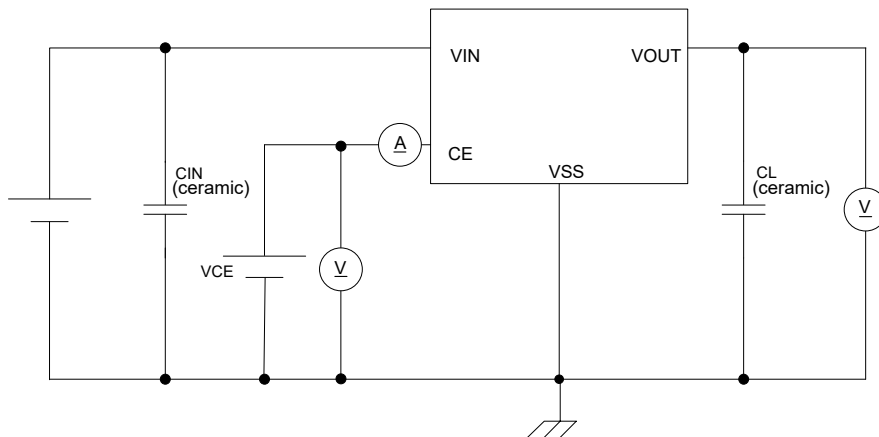 VIN
VOUT
A
CE
VSS
CIN
(ceramic)
CL
(ceramic)
V
VCE
V